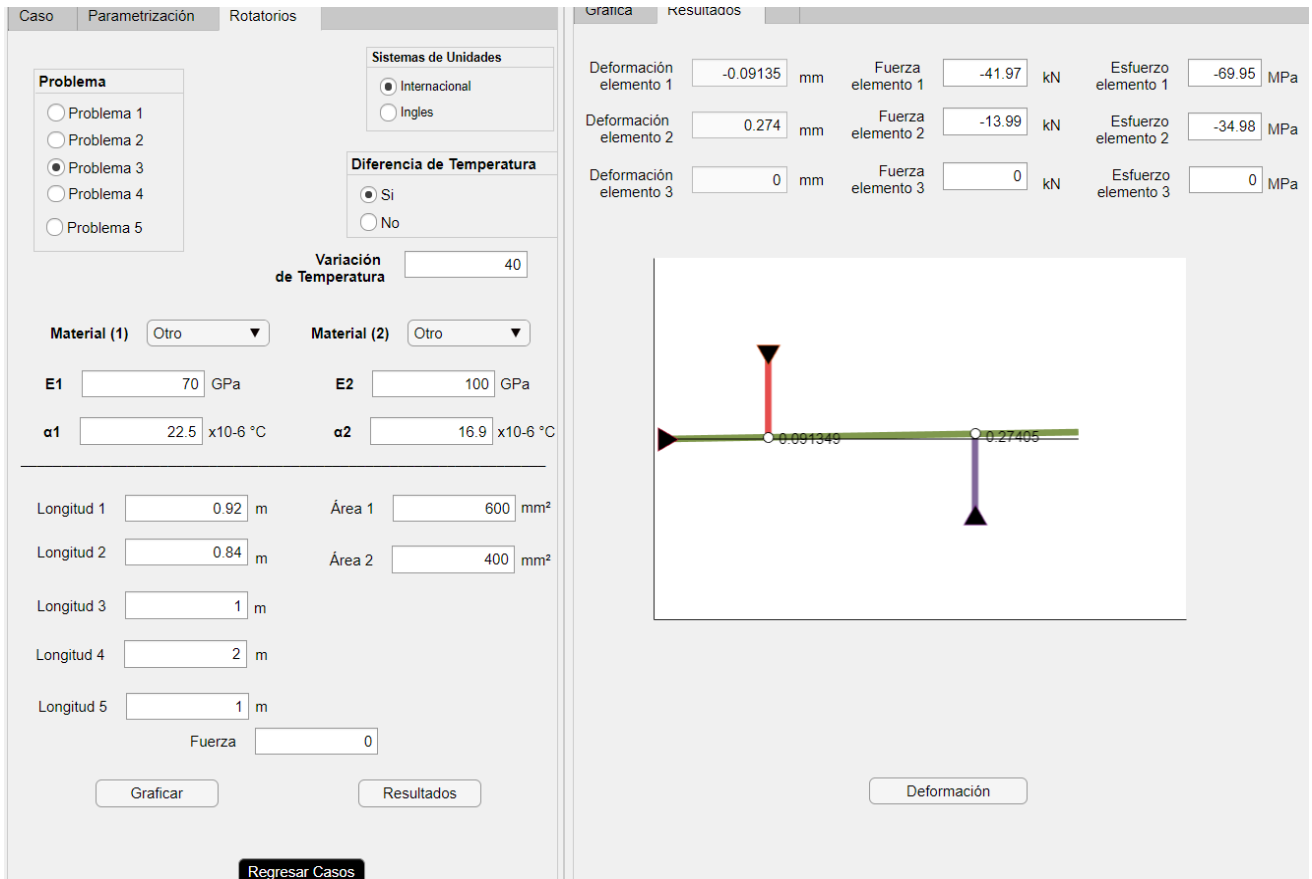 Caso Parametrización Rotatorios
Sistemas de Unidades
Internacional
Ingles
Problema
Problema 1
Problema 2
Problema 3
Problema 4
Problema 5
Diferencia de Temperatura
Si
No
Variación
de Temperatura 40
Material (1) Otro Material (2) Otro
E1 70 GPa E2 100 GPa
α1 22.5 x10-6 °C α2 16.9 x10-6 °C
Longitud 1 0.92 m Área 1 600 mm²
Longitud 2 0.84 m Área 2 400 mm²
Longitud 3 1 m
Longitud 4 2 m
Longitud 5 1 m
Fuerza 0
Graficar Resultados
Regresar Casos
Gráfica Resultados
Deformación
elemento 1 -0.09135 mm Fuerza
elemento 1 -41.97 kN Esfuerzo
elemento 1 -69.95 MPa
Deformación
elemento 2 0.274 mm Fuerza
elemento 2 -13.99 kN Esfuerzo
elemento 2 -34.98 MPa
Deformación
elemento 3 0 mm Fuerza
elemento 3 0 kN Esfuerzo
elemento 3 0 MPa
0.091349 0.27405
Deformación